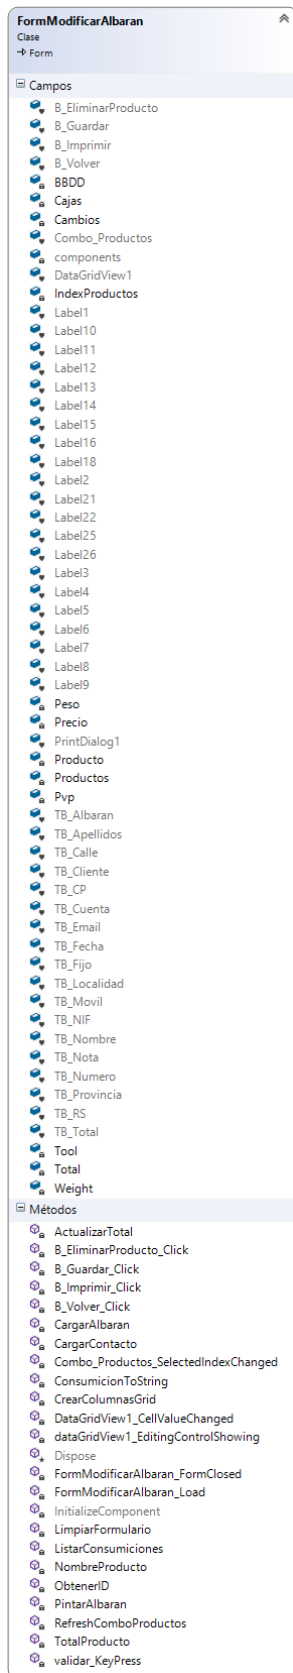 FormModificarAlbaran
Clase
Form
Campos
B_EliminarProducto
B_Guardar
B_Imprimir
B_Volver
BBDD
Cajas
Cambios
Combo_Productos
components
DataGridView1
IndexProductos
Label1
Label10
Label11
Label12
Label13
Label14
Label15
Label16
Label18
Label2
Label21
Label22
Label25
Label26
Label3
Label4
Label5
Label6
Label7
Label8
Label9
Peso
Precio
PrintDialog1
Producto
Productos
Pvp
TB_Albaran
TB_Apellidos
TB_Calle
TB_Cliente
TB_CP
TB_Cuenta
TB_Email
TB_Fecha
TB_Fijo
TB_Localidad
TB_Movil
TB_NIF
TB_Nombre
TB_Nota
TB_Numero
TB_Provincia
TB_RS
TB_Total
Tool
Total
Weight
Métodos
ActualizarTotal
B_EliminarProducto_Click
B_Guardar_Click
B_Imprimir_Click
B_Volver_Click
CargarAlbaran
CargarContacto
Combo_Productos_SelectedIndexChanged
ConsumicionToString
CrearColumnasGrid
DataGridView1_CellValueChanged
dataGridView1_EditingControlShowing
Dispose
FormModificarAlbaran_FormClosed
FormModificarAlbaran_Load
InitializeComponent
LimpiarFormulario
ListarConsumiciones
NombreProducto
ObtenerID
PintarAlbaran
RefreshComboProductos
TotalProducto
validar_KeyPress